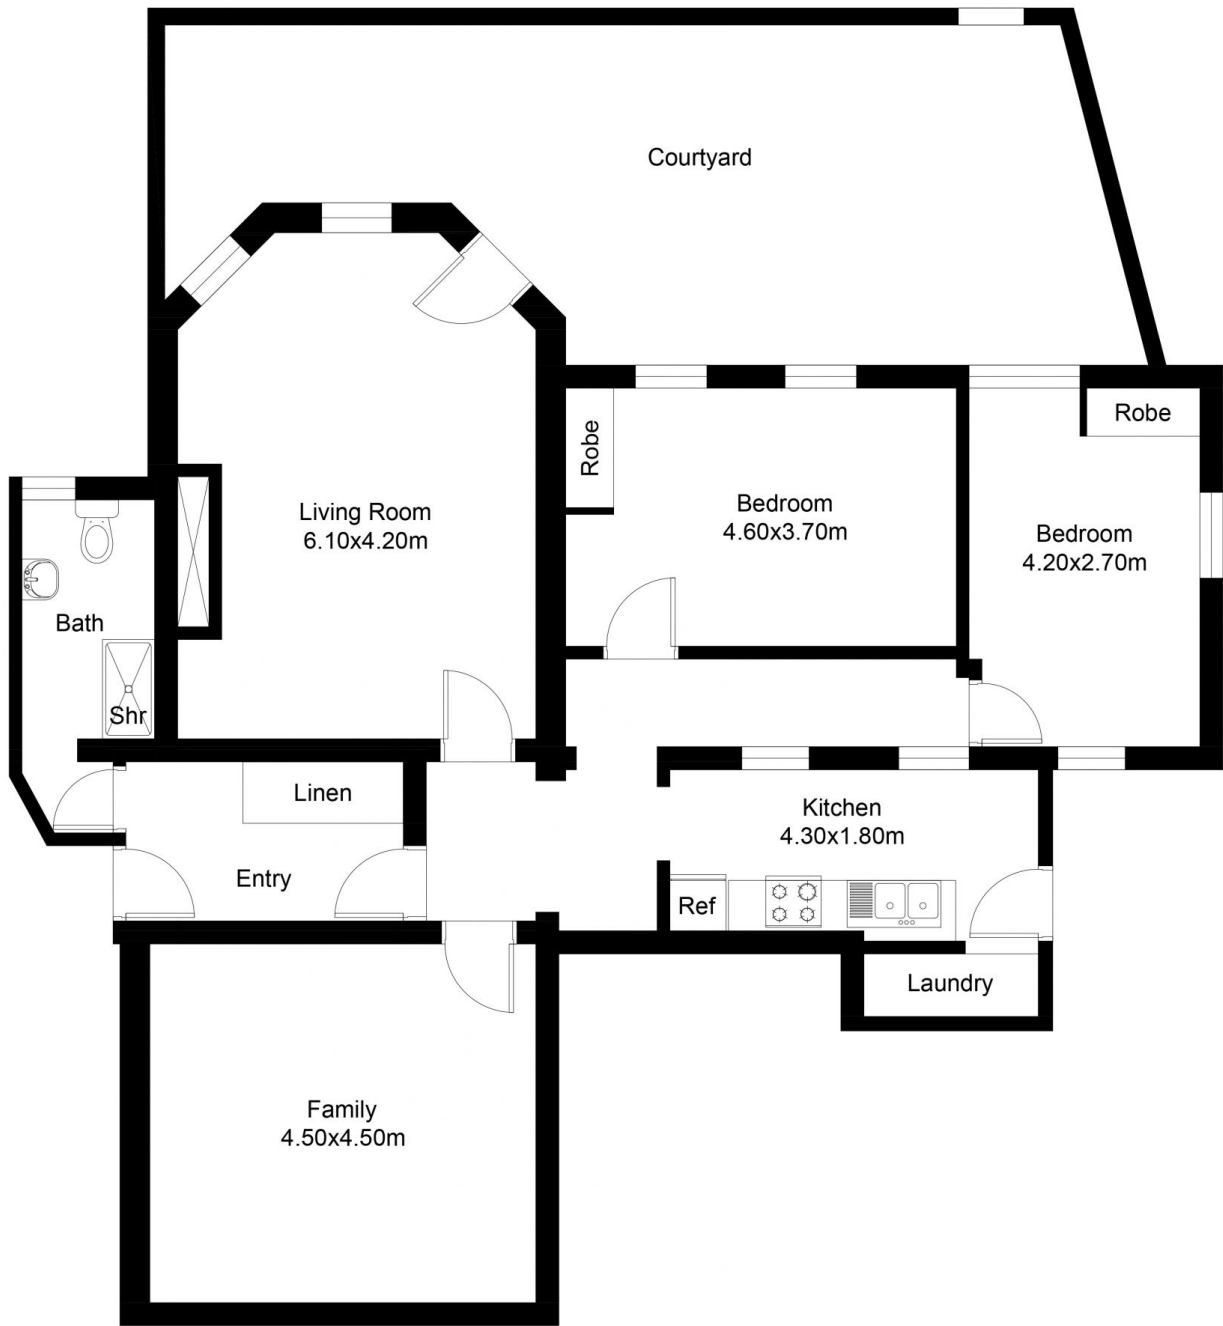 Courtyard
Robe
Robe
Living Room
6.10x4.20m
Bedroom
4.60x3.70m
Bedroom
4.20x2.70m
Bath
Shr
Linen
Kitchen
4.30x1.80m
Entry
Ref
Laundry
Family
4.50x4.50m